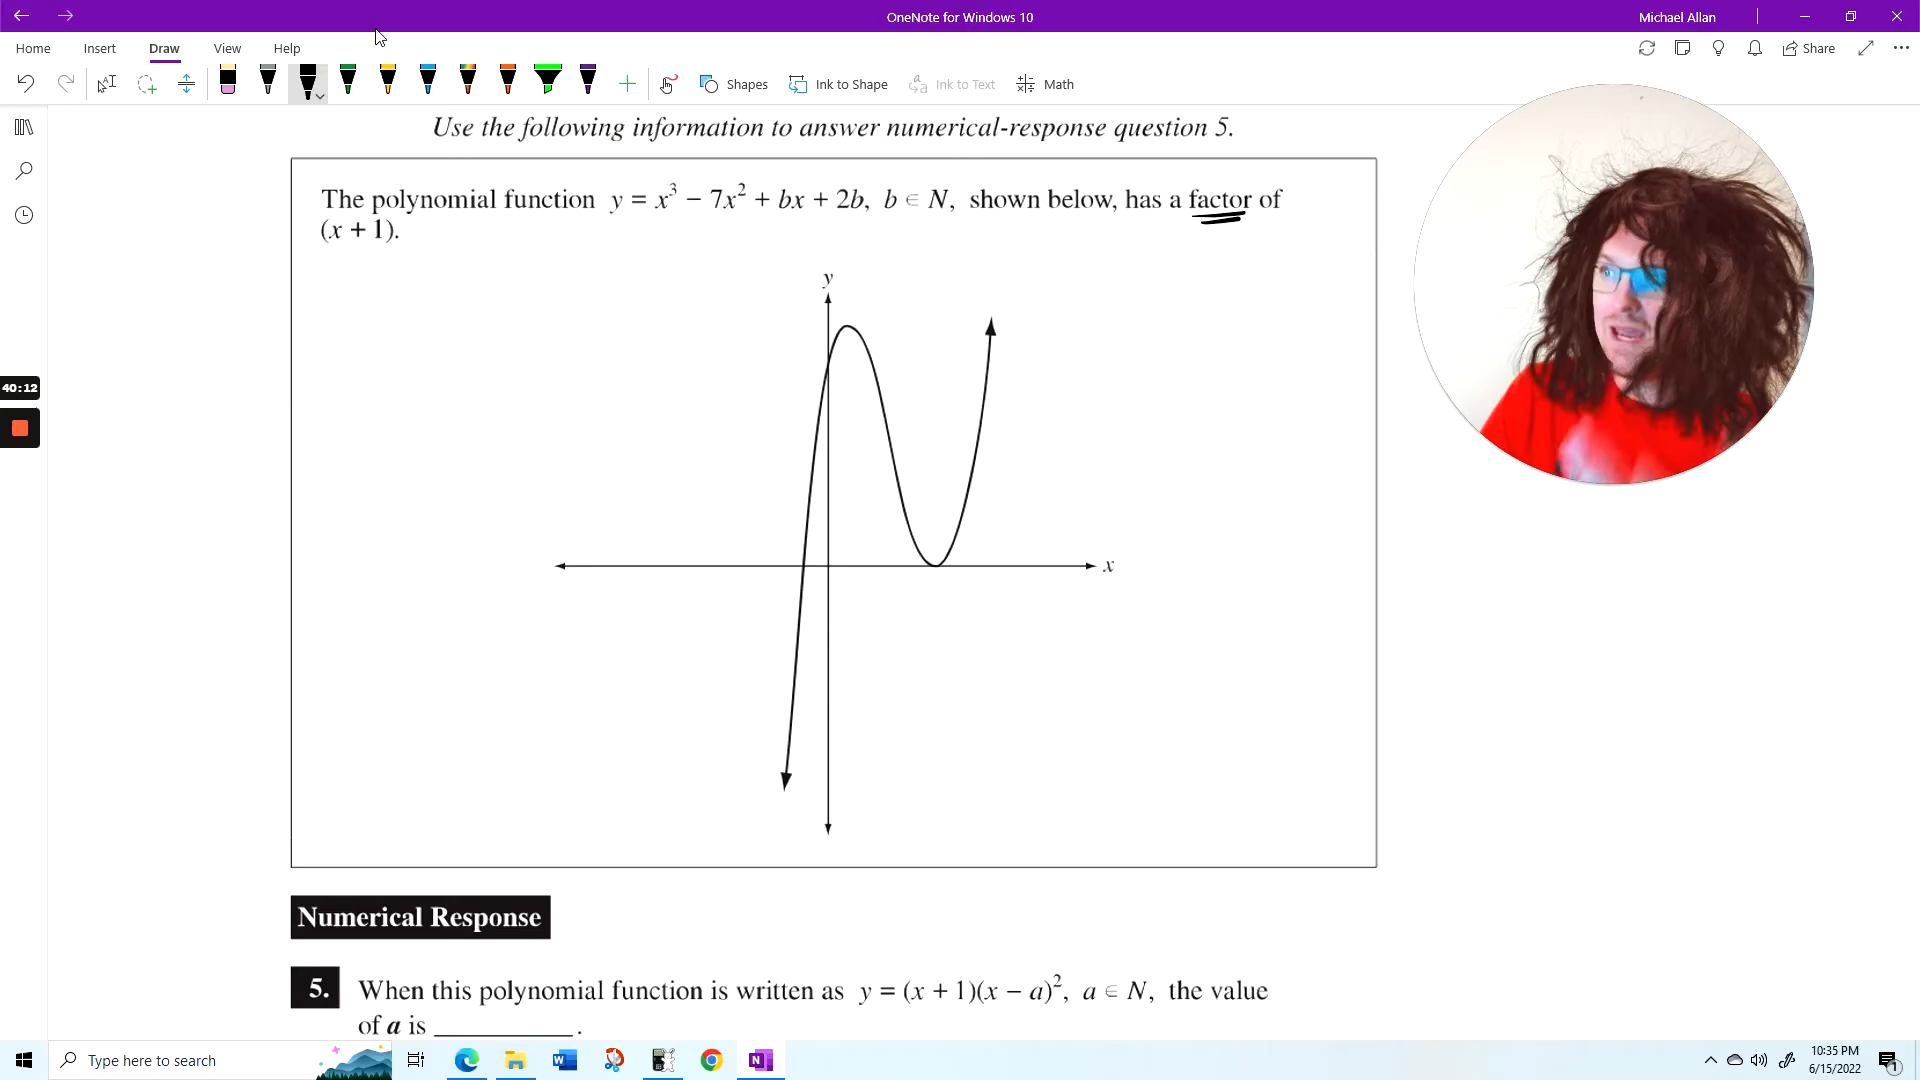 OneNote for Windows 10
Michael Allan
Home Insert Draw View Help
Share
Shapes Ink to Shape Ink to Text Math
Use the following information to answer numerical-response question 5.
The polynomial function y = x³ − 7x² + bx + 2b, b ∈ N, shown below, has a factor of
(x + 1).
y
40:12
x
Numerical Response
5. When this polynomial function is written as y = (x + 1)(x − a)², a ∈ N, the value
of a is ___________ .
Type here to search
10:35 PM
6/15/2022
1